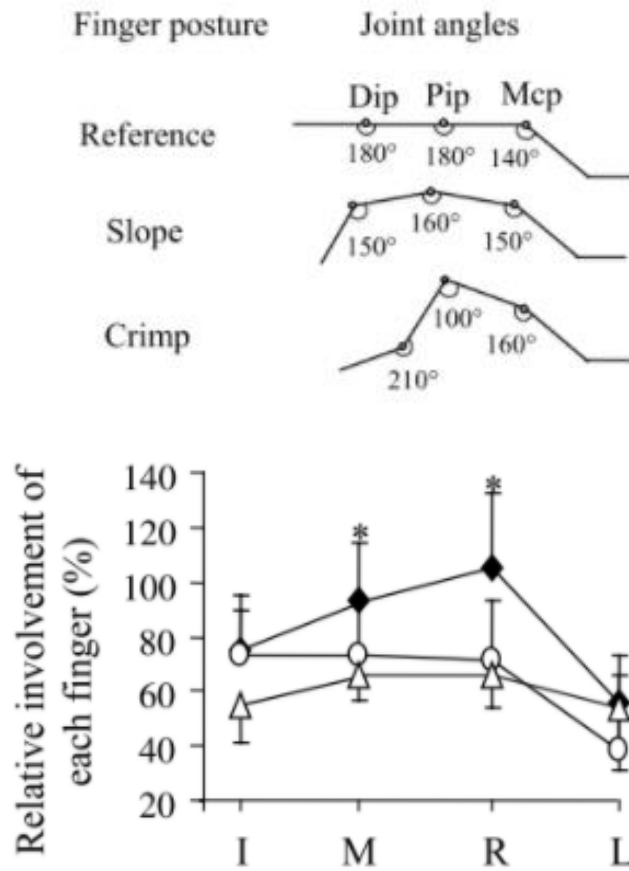 Finger posture Joint angles
Dip Pip Mcp
Reference
180° 180° 140°
Slope
150° 160° 150°
Crimp
100°
160°
210°
Relative involvement of
each finger (%)
140
*
*
120
100
80
60
40
20
I M R L